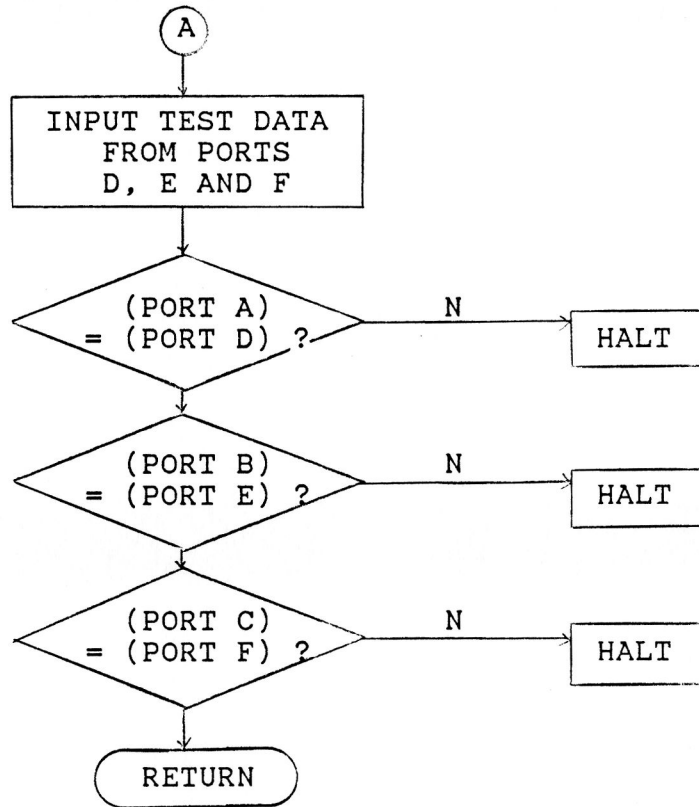 A
INPUT TEST DATA
FROM PORTS
D, E AND F
(PORT A)
= (PORT D) ?
N
HALT
(PORT B)
= (PORT E) ?
N
HALT
(PORT C)
= (PORT F) ?
N
HALT
RETURN